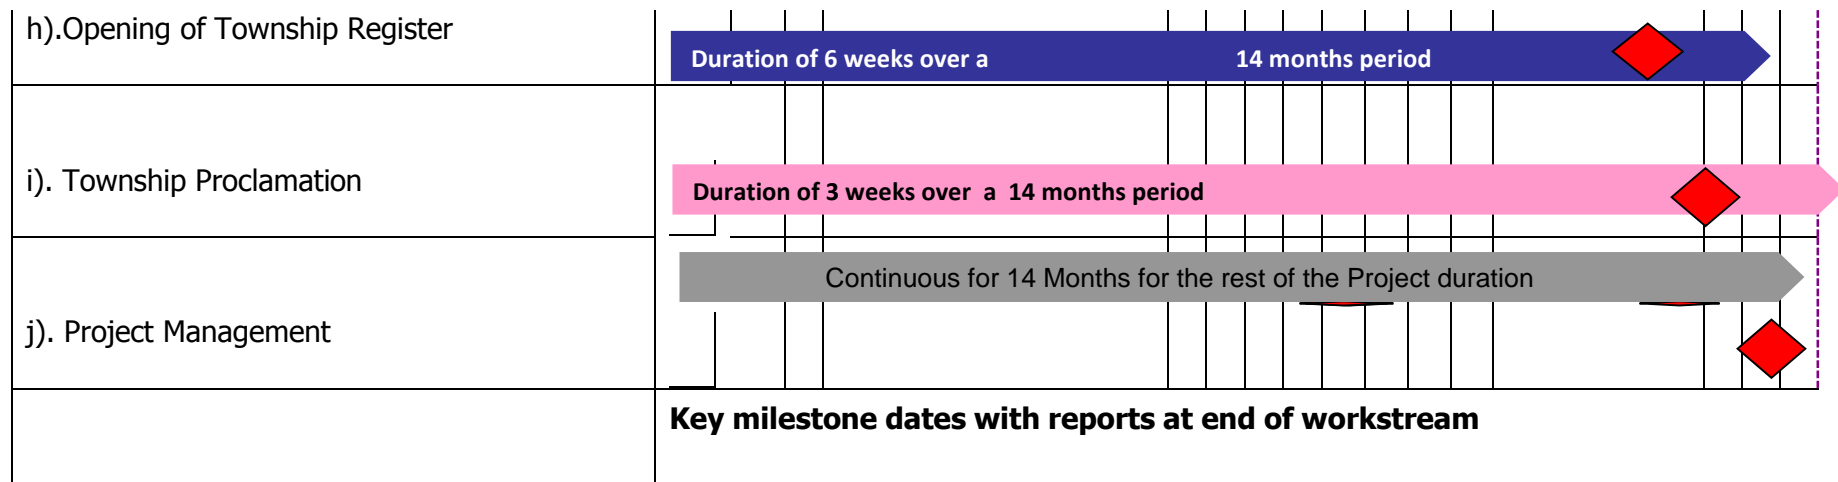 h).Opening of Township Register
Duration of 6 weeks over a 14 months period
i). Township Proclamation
Duration of 3 weeks over a 14 months period
Continuous for 14 Months for the rest of the Project duration
j). Project Management
Key milestone dates with reports at end of workstream